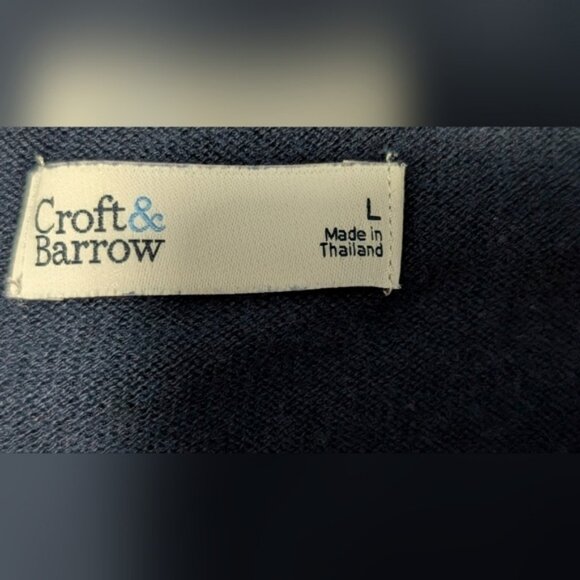 Croft&
Barrow
L
Made in
Thailand